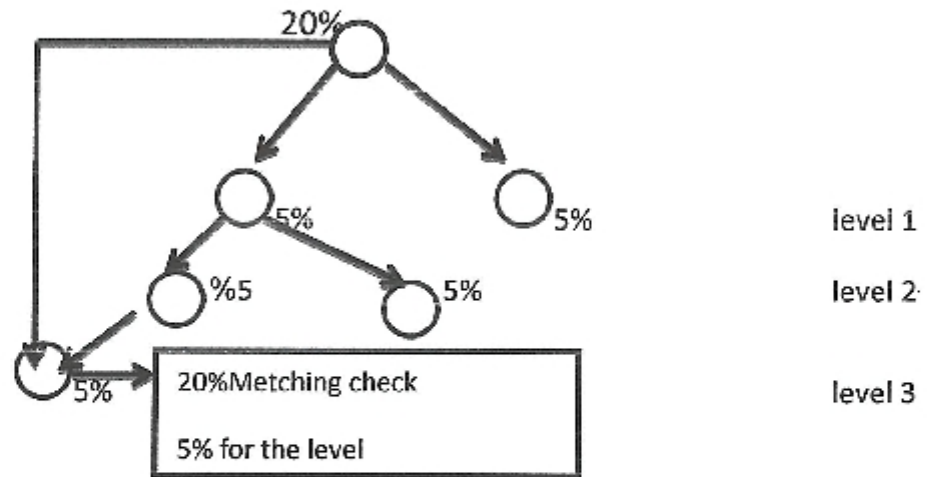 20%
5%
5%
level 1
%5
5%
level 2
5%
20%Metching check
5% for the level
level 3